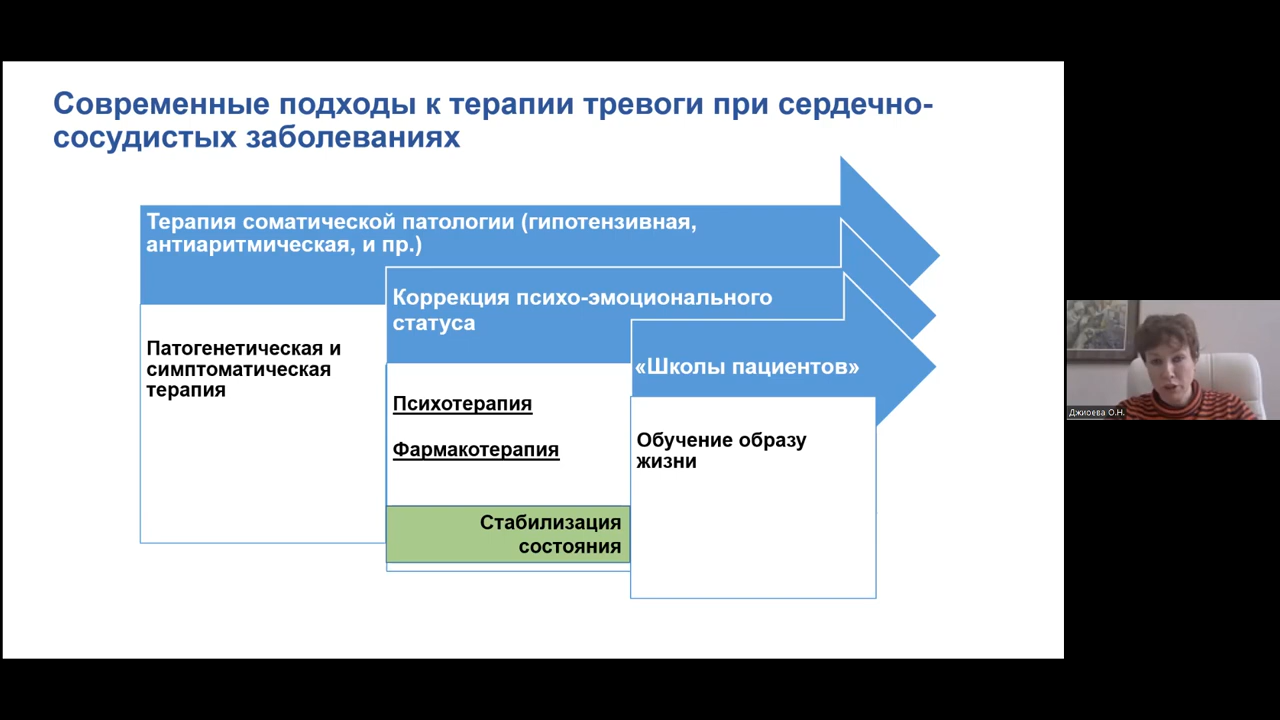 Современные подходы к терапии тревоги при сердечно-
сосудистых заболеваниях
Терапия соматической патологии (гипотензивная,
антиаритмическая, и пр.)
Коррекция психо-эмоционального
статуса
«Школы пациентов»
Патогенетическая и
симптоматическая
терапия
Психотерапия
Фармакотерапия
Обучение образу
жизни
Стабилизация
состояния
Джиоева О.Н.